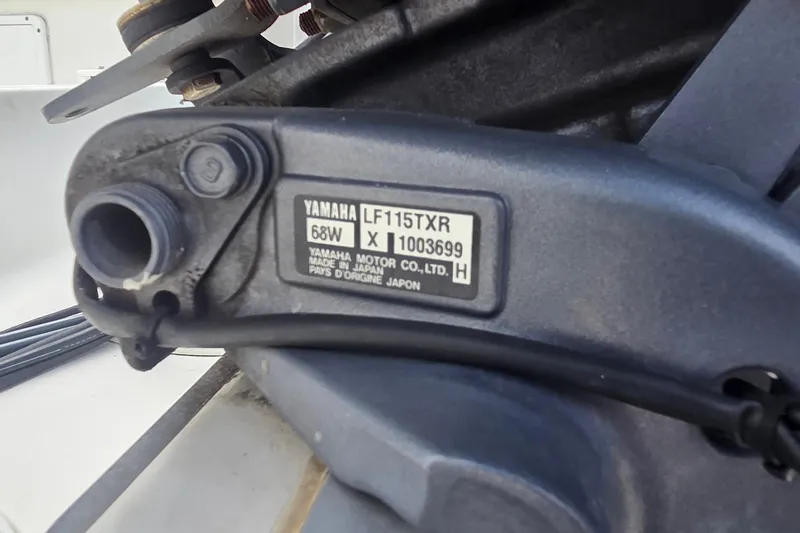 YAMAHA LF115TXR
68W X 1003699
YAMAHA MOTOR CO., LTD. H
MADE IN JAPAN
PAYS D'ORIGINE JAPON